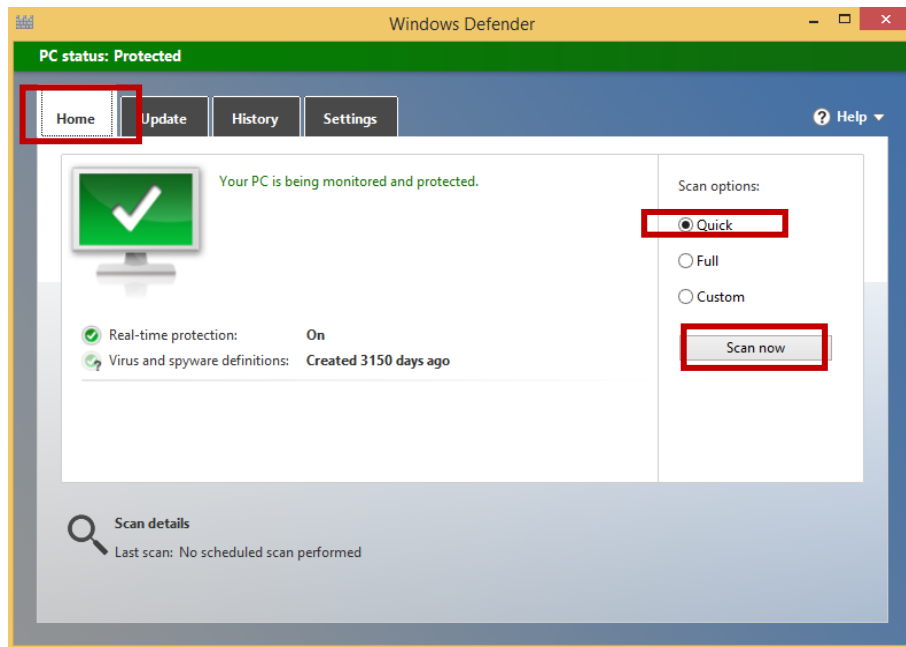 Windows Defender
PC status: Protected
Home Update History Settings Help
Your PC is being monitored and protected.
Scan options:
Quick
Full
Custom
Real-time protection: On
Scan now
Virus and spyware definitions: Created 3150 days ago
Scan details
Last scan: No scheduled scan performed